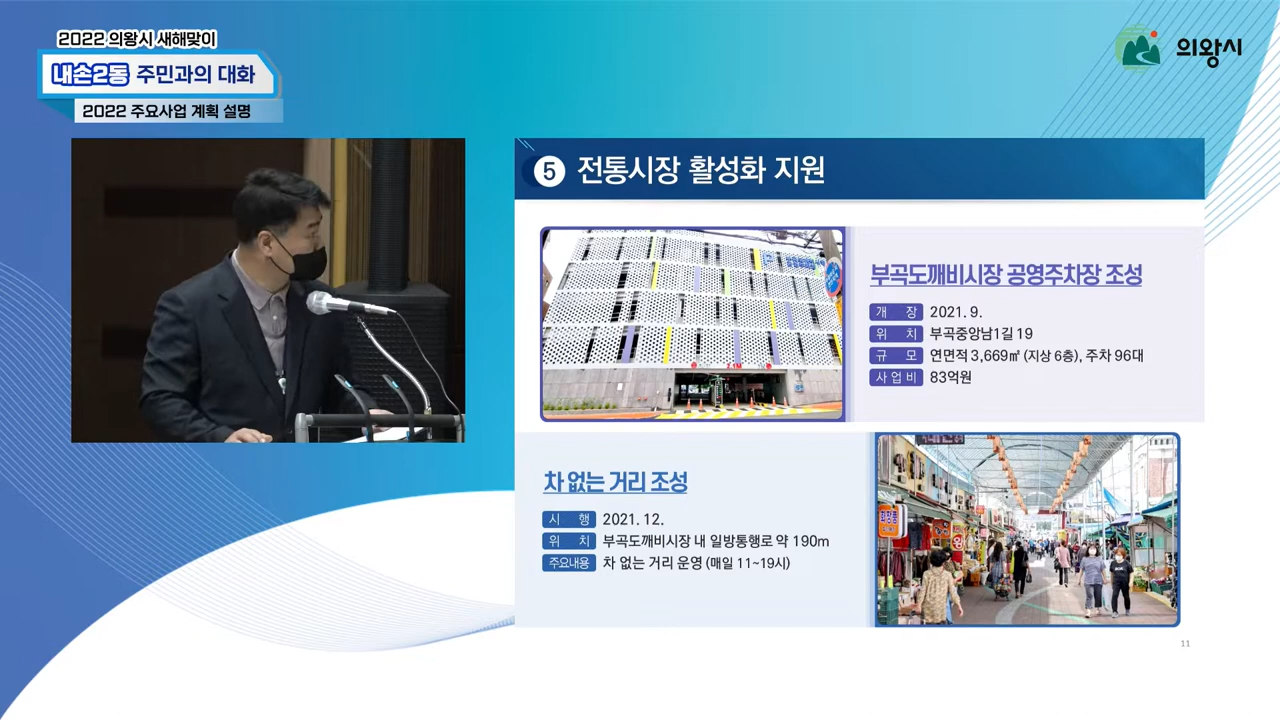 2022 의왕시 새해맞이
내손2동 주민과의 대화
2022 주요사업 계획 설명
의왕시
5 전통시장 활성화 지원
부곡도깨비시장 공영주차장 조성
개 장 2021. 9.
위 치 부곡중앙남1길 19
규 모 연면적 3,669㎡ (지상 6층), 주차 96대
사 업 비 83억원
차 없는 거리 조성
시 행 2021. 12.
위 치 부곡도깨비시장 내 일방통행로 약 190m
주요내용 차 없는 거리 운영 (매일 11~19시)
화장품
11